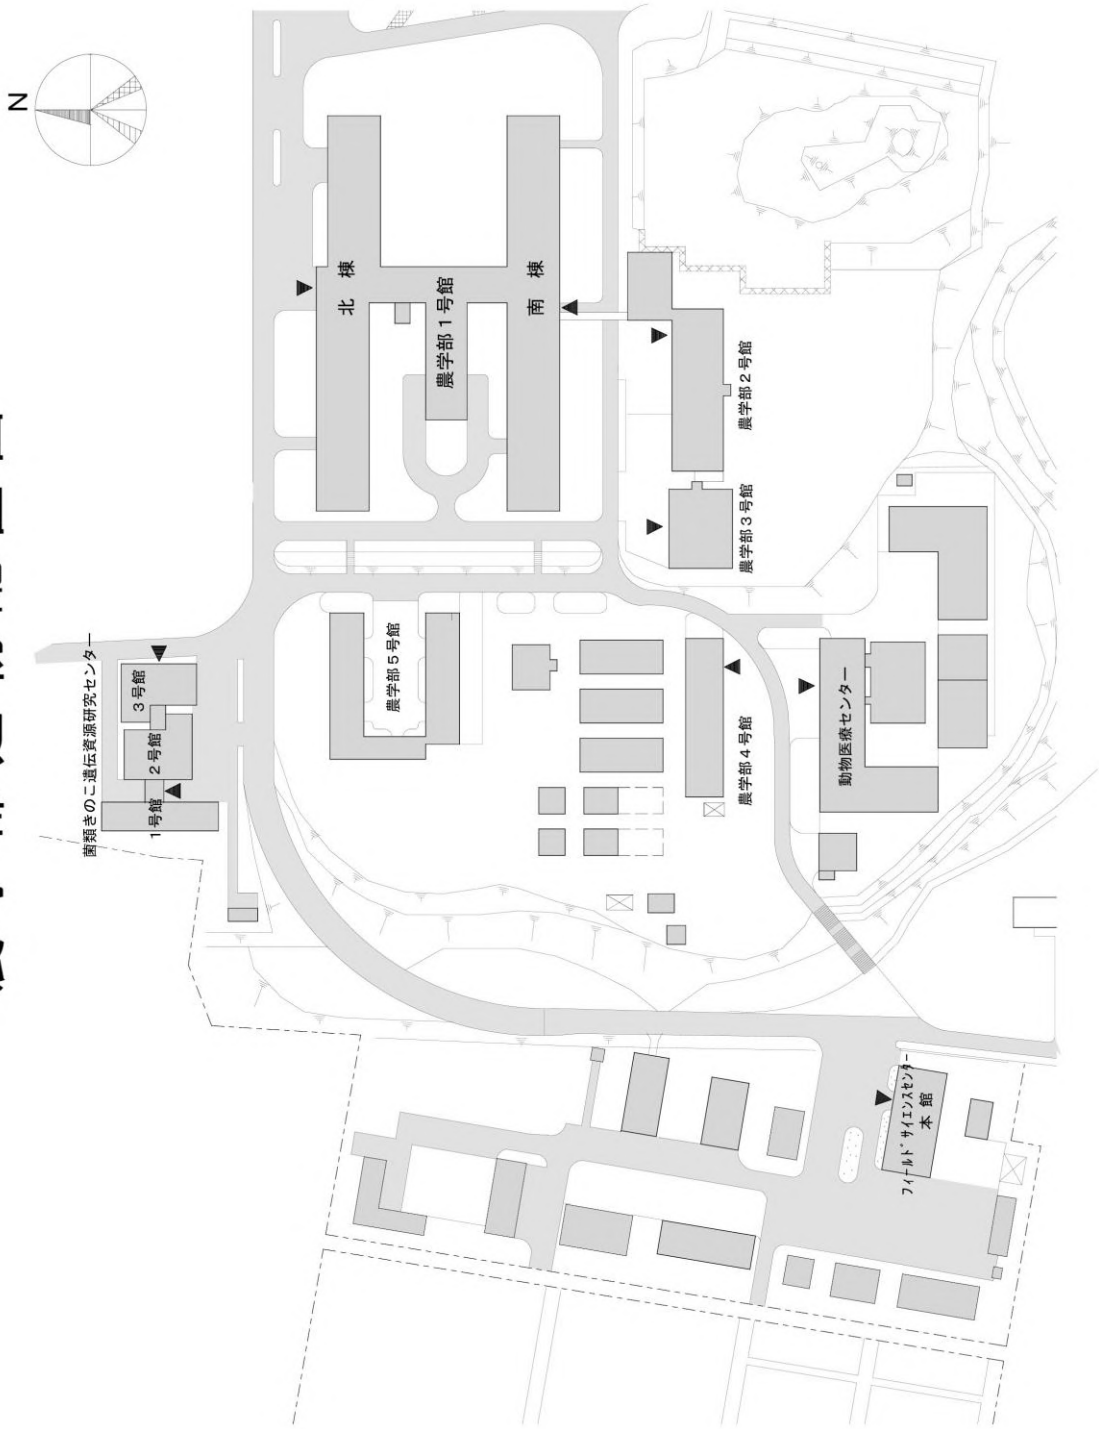 N
菌類きのこ遺伝資源研究センター
3号館
2号館
1号館
北棟
農学部1号館
南棟
農学部2号館
農学部3号館
農学部5号館
農学部4号館
動物医療センター
フィールドサイエンスセンター
本館